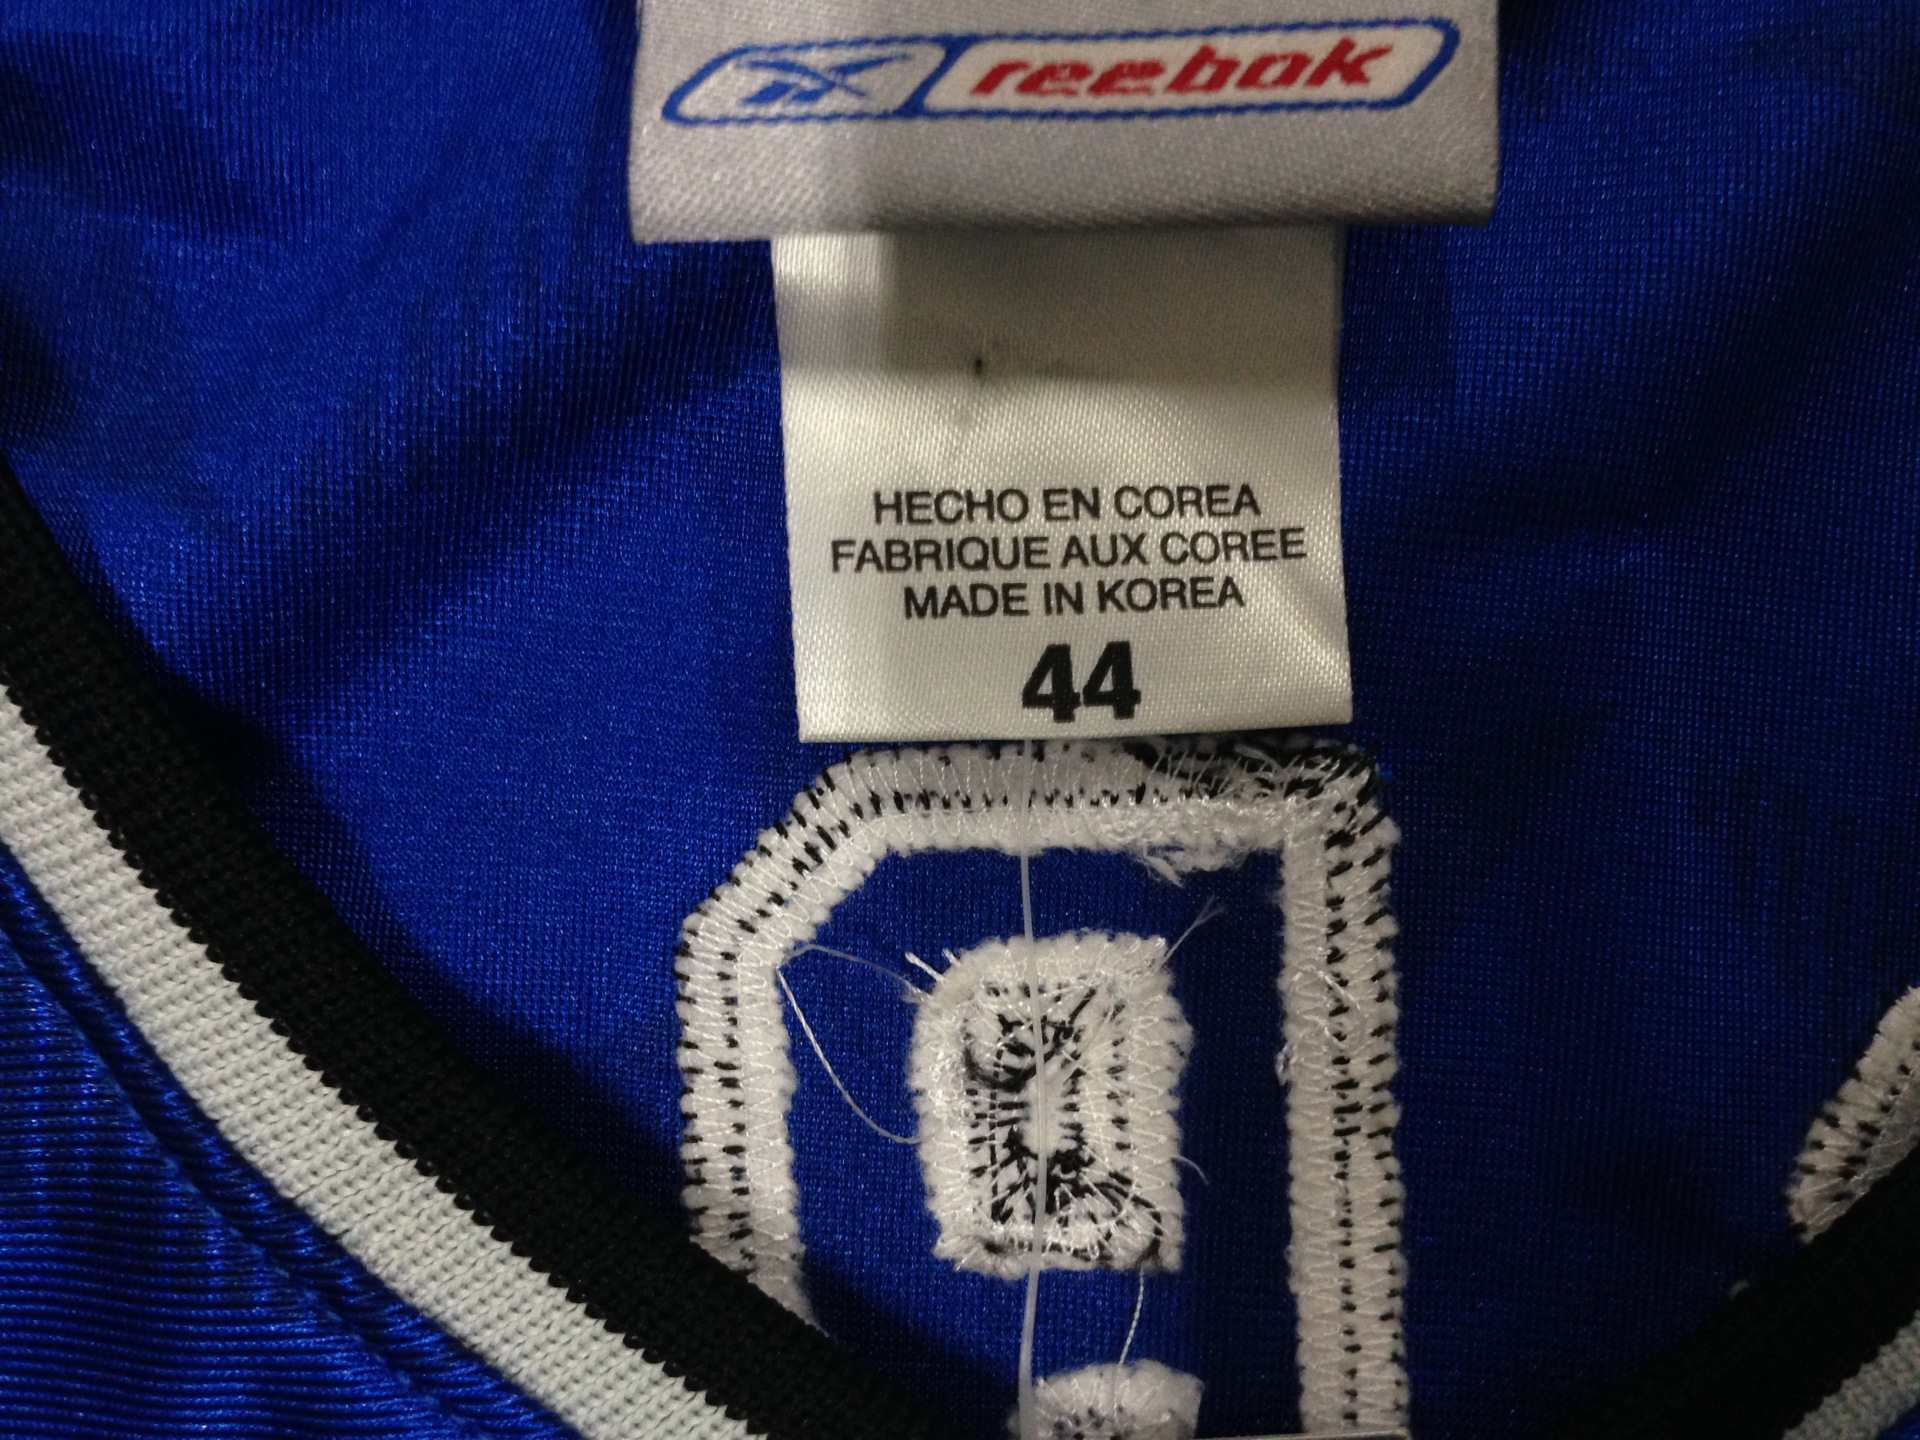 reebok
HECHO EN COREA
FABRIQUE AUX COREE
MADE IN KOREA
44